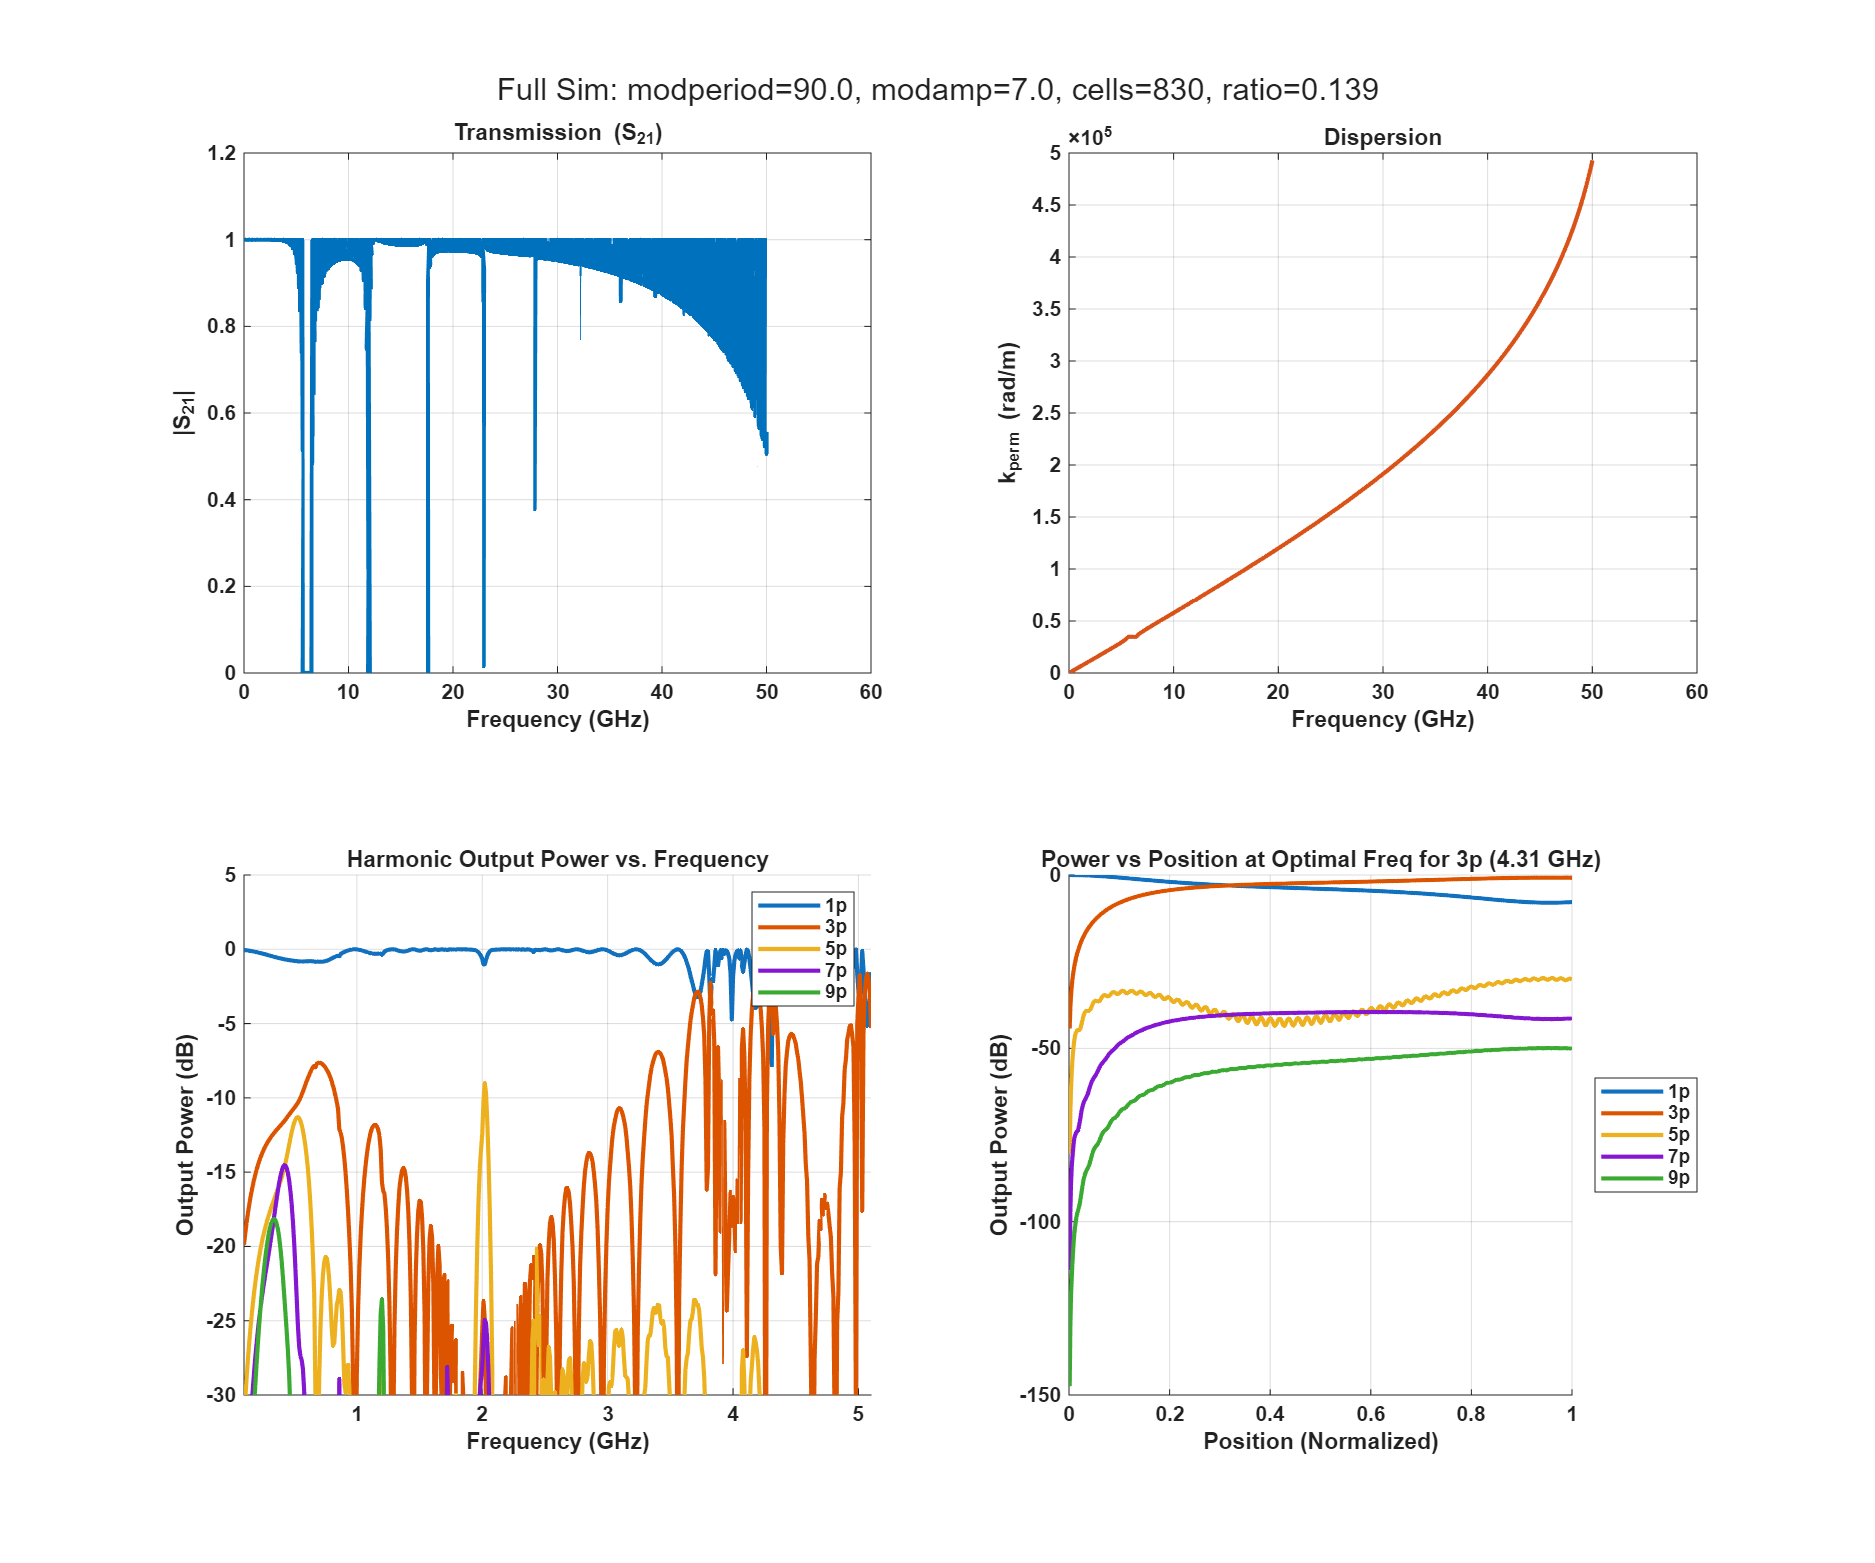 Full Sim: modperiod=90.0, modamp=7.0, cells=830, ratio=0.139
Transmission (S21)
1.2
1
0.8
0.6
0.4
0.2
0
|S21|
0 10 20 30 40 50 60
Frequency (GHz)
×10^5
Dispersion
5
4.5
4
3.5
3
2.5
2
1.5
1
0.5
0
kperm (rad/m)
0 10 20 30 40 50 60
Frequency (GHz)
Harmonic Output Power vs. Frequency
5
0
-5
-10
-15
-20
-25
-30
Output Power (dB)
1p
3p
5p
7p
9p
1 2 3 4 5
Frequency (GHz)
Power vs Position at Optimal Freq for 3p (4.31 GHz)
0
-50
-100
-150
Output Power (dB)
0 0.2 0.4 0.6 0.8 1
Position (Normalized)
1p
3p
5p
7p
9p